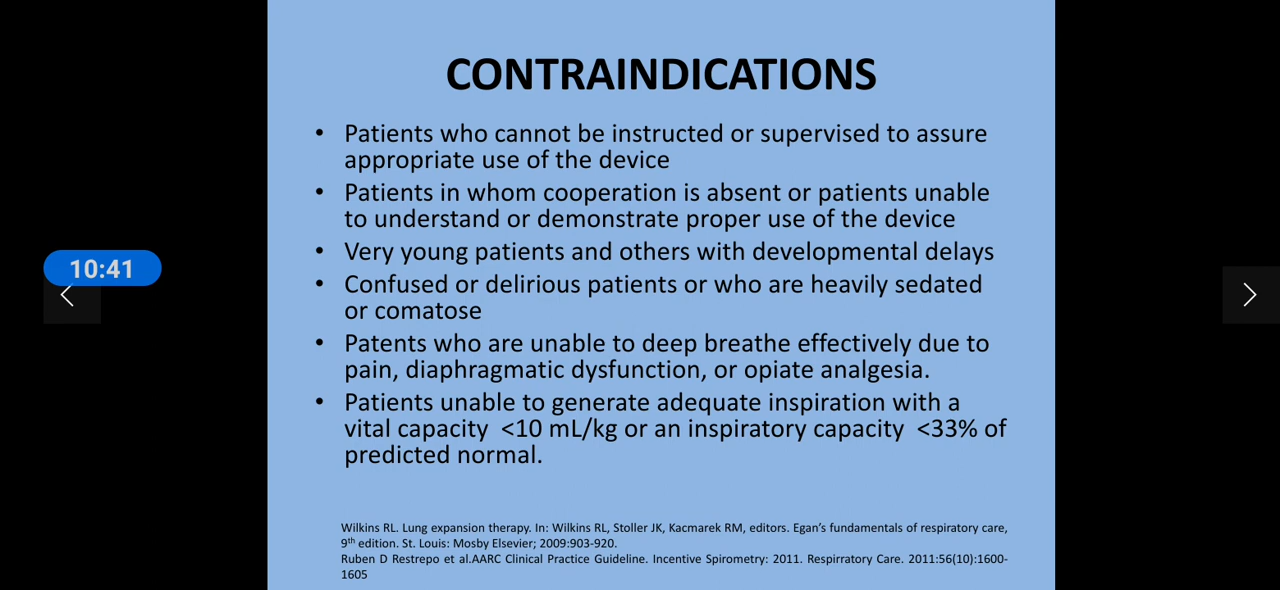 CONTRAINDICATIONS
• Patients who cannot be instructed or supervised to assure
appropriate use of the device
• Patients in whom cooperation is absent or patients unable
to understand or demonstrate proper use of the device
• Very young patients and others with developmental delays
10:41
• Confused or delirious patients or who are heavily sedated
or comatose
• Patents who are unable to deep breathe effectively due to
pain, diaphragmatic dysfunction, or opiate analgesia.
• Patients unable to generate adequate inspiration with a
vital capacity <10 mL/kg or an inspiratory capacity <33% of
predicted normal.
Wilkins RL. Lung expansion therapy. In: Wilkins RL, Stoller JK, Kacmarek RM, editors. Egan's fundamentals of respiratory care,
9th edition. St. Louis: Mosby Elsevier; 2009:903-920.
Ruben D Restrepo et al.AARC Clinical Practice Guideline. Incentive Spirometry: 2011. Respirratory Care. 2011:56(10):1600-
1605